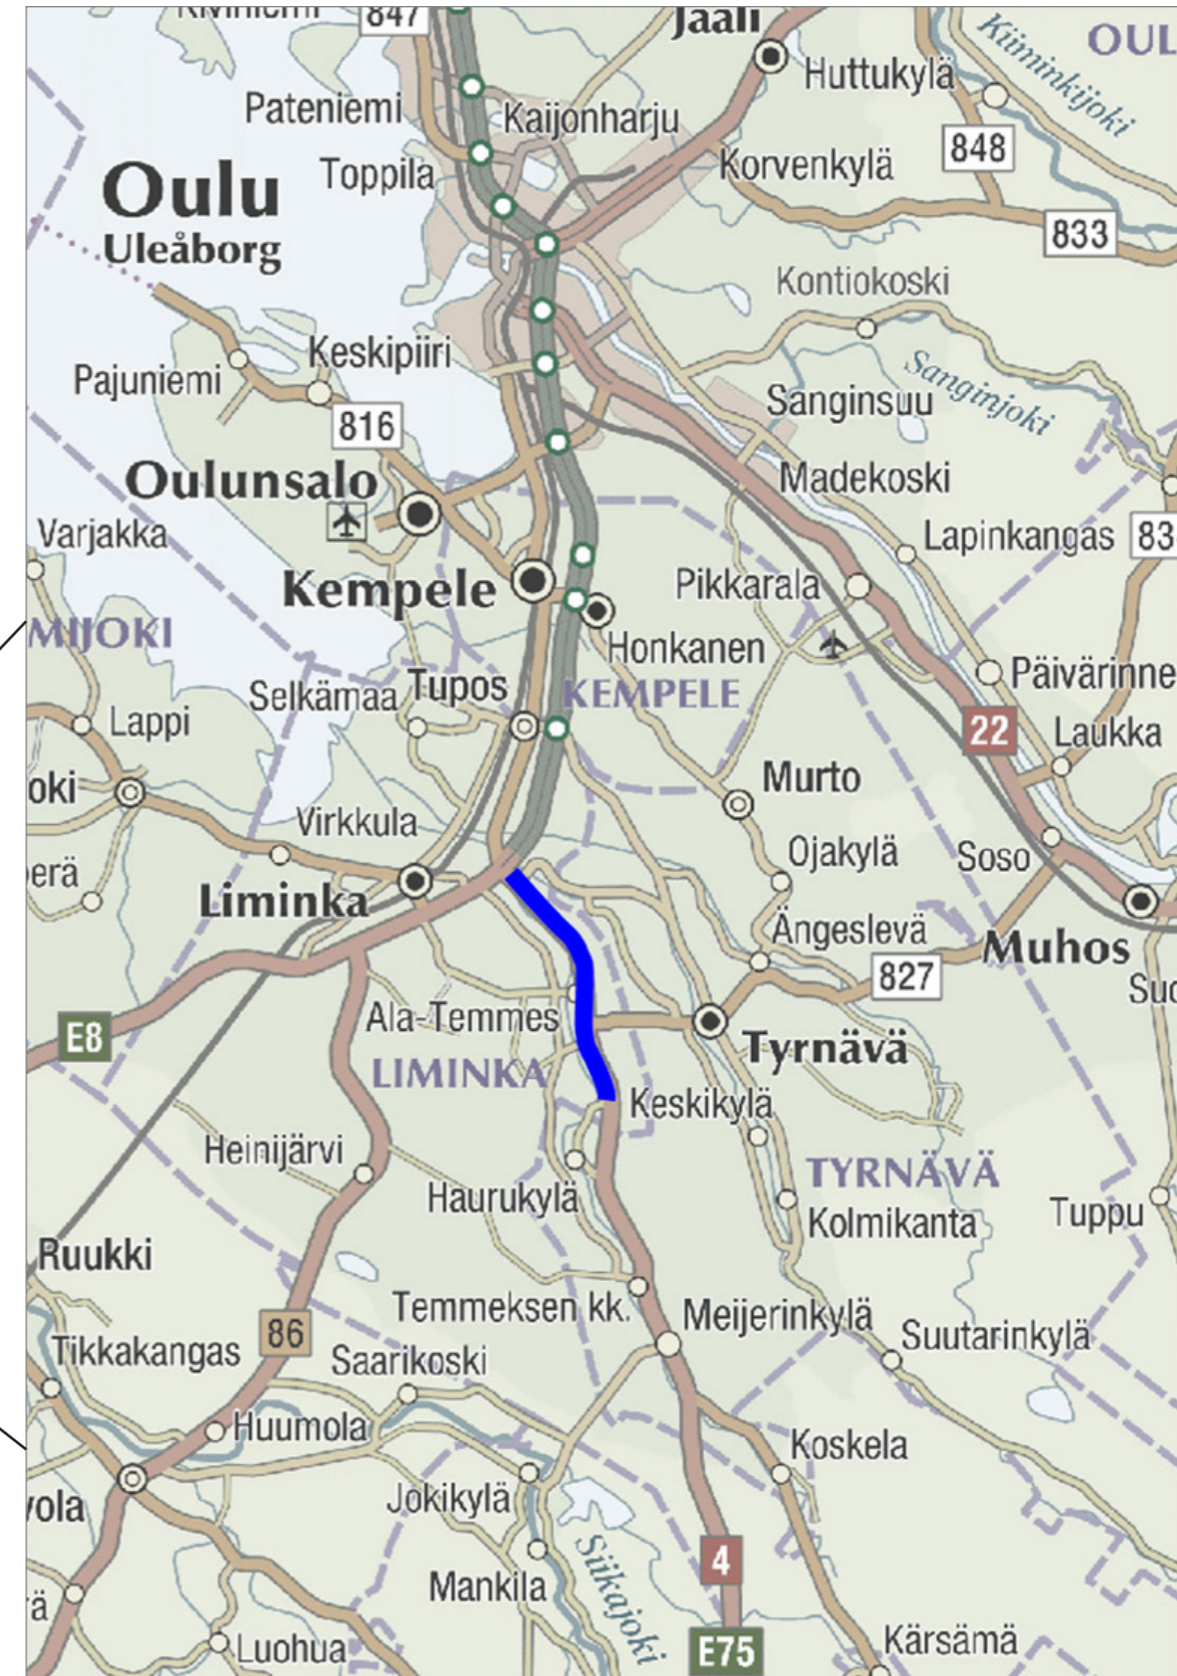 847
Jääli
OUL
Kiiminkijoki
Huttukylä
Pateniemi
Kaijonharju
848
Toppila
Korvenkylä
Oulu
Uleåborg
833
Kontiokoski
Keskipiiri
Pajuniemi
Sanginjoki
Sanginsuu
816
Oulunsalo
Madekoski
Varjakka
Lapinkangas
83
Kempele
Pikkarala
MIJOKI
Honkanen
Päivärinne
Selkämaa
Tupos
KEMPELE
Lappi
22
Laukka
oki
Murto
Virkkula
Ojakylä
Soso
erä
Liminka
Ängeslevä
Muhos
827
Ala-Temmes
E8
Tyrnävä
LIMINKA
Keskikylä
Heinijärvi
TYRNÄVÄ
Haurukylä
Kolmikanta
Tuppu
Ruukki
Temmeksen kk.
Meijerinkylä
86
Suutarinkylä
Tikkakangas
Saarikoski
Huumola
Koskela
vola
Jokikylä
4
Siikajoki
Mankila
ä
Luohua
E75
Kärsämä